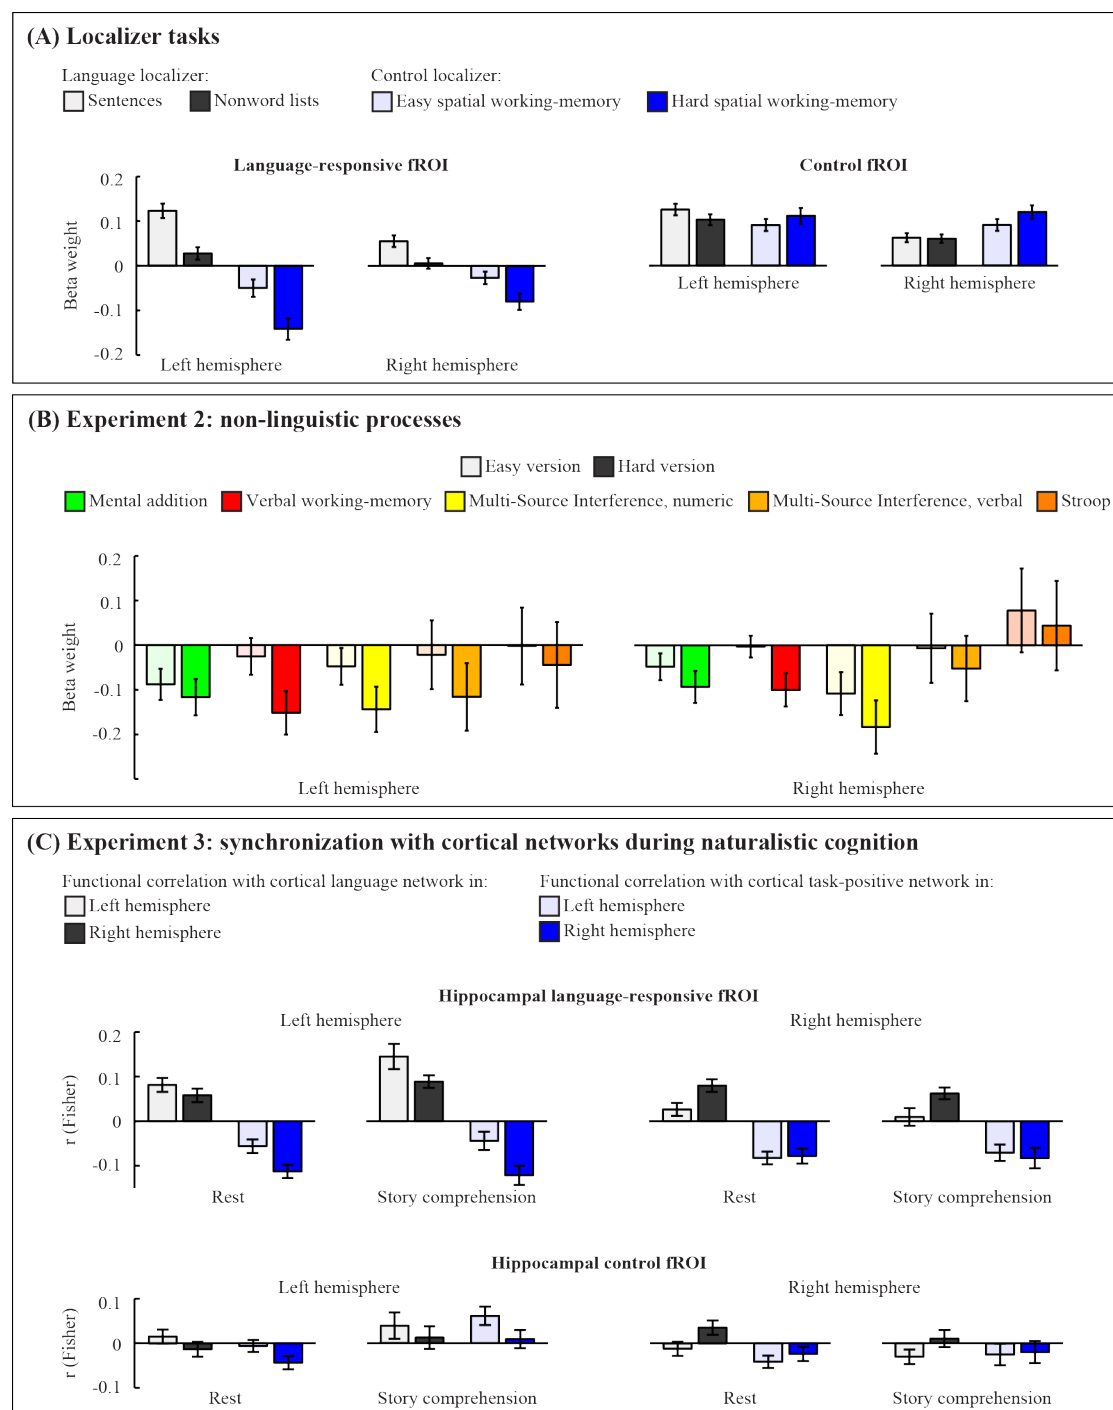 (A) Localizer tasks
Language localizer:
Control localizer:
Sentences
Nonword lists
Easy spatial working-memory
Hard spatial working-memory
Language-responsive fROI
Control fROI
Beta weight
0.2
0.1
0
-0.1
-0.2
Left hemisphere
Right hemisphere
Left hemisphere
Right hemisphere
(B) Experiment 2: non-linguistic processes
Easy version
Hard version
Mental addition
Verbal working-memory
Multi-Source Interference, numeric
Multi-Source Interference, verbal
Stroop
Beta weight
0.2
0.1
0
-0.1
-0.2
Left hemisphere
Right hemisphere
(C) Experiment 3: synchronization with cortical networks during naturalistic cognition
Functional correlation with cortical language network in:
Left hemisphere
Right hemisphere
Functional correlation with cortical task-positive network in:
Left hemisphere
Right hemisphere
Hippocampal language-responsive fROI
Left hemisphere
Right hemisphere
r (Fisher)
0.2
0.1
0
-0.1
Rest
Story comprehension
Rest
Story comprehension
Hippocampal control fROI
Left hemisphere
Right hemisphere
r (Fisher)
0.1
0
-0.1
Rest
Story comprehension
Rest
Story comprehension